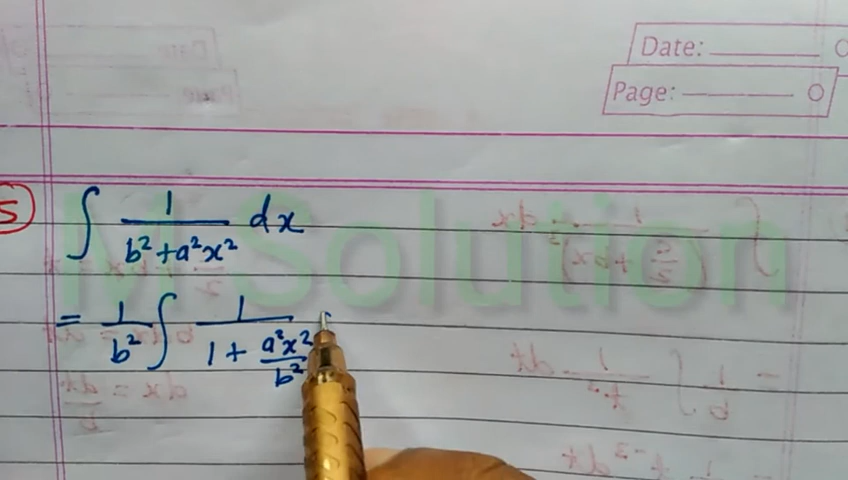 Date:
Page:
M Solution
5
∫ 1/(b² + a²x²) dx
= 1/b² ∫ 1/(1 + a²x²/b²)